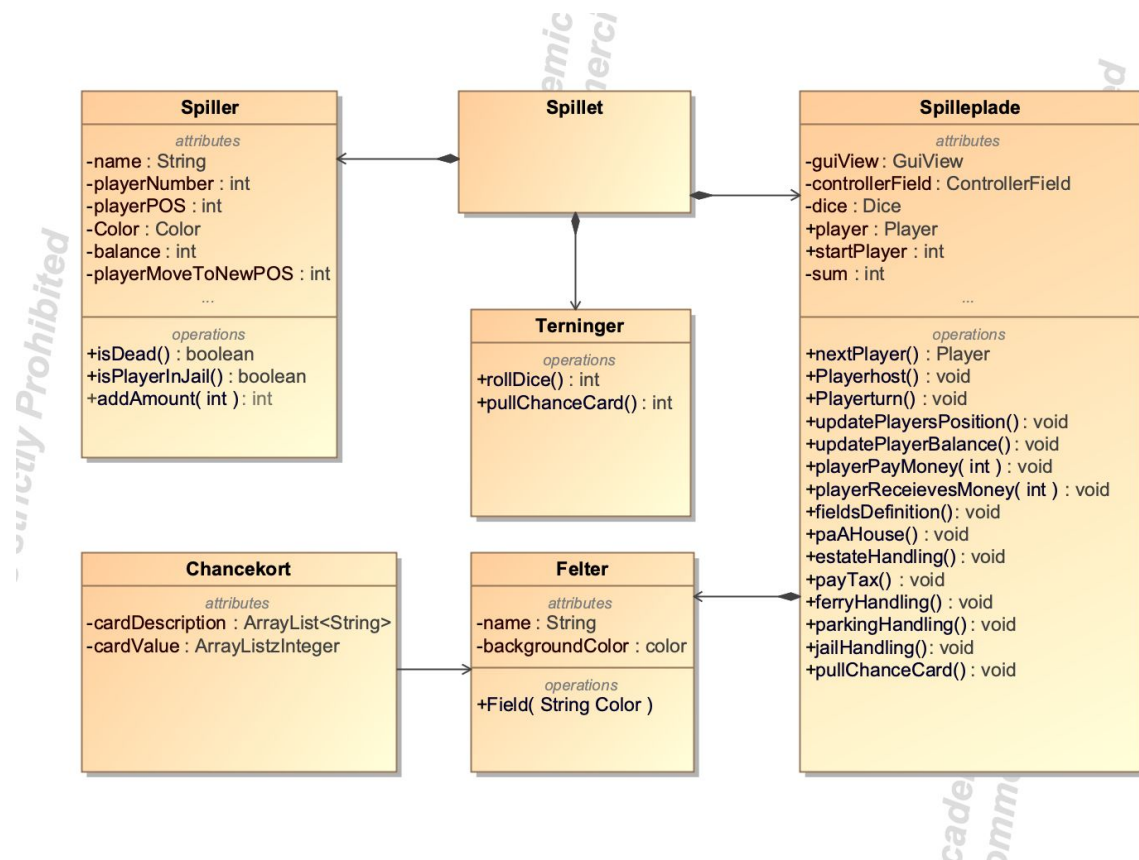 Spiller
attributes
-name : String
-playerNumber : int
-playerPOS : int
-Color : Color
-balance : int
-playerMoveToNewPOS : int
...
operations
+isDead() : boolean
+isPlayerInJail() : boolean
+addAmount( int ) : int
Spillet
Spilleplade
attributes
-guiView : GuiView
-controllerField : ControllerField
-dice : Dice
+player : Player
+startPlayer : int
-sum : int
...
operations
+nextPlayer() : Player
+Playerhost() : void
+Playerturn() : void
+updatePlayersPosition() : void
+updatePlayerBalance() : void
+playerPayMoney( int ) : void
+playerReceievesMoney( int ) : void
+fieldsDefinition(): void
+paAHouse() : void
+estateHandling() : void
+payTax() : void
+ferryHandling() : void
+parkingHandling() : void
+jailHandling(): void
+pullChanceCard() : void
Terninger
operations
+rollDice() : int
+pullChanceCard() : int
Chancekort
attributes
-cardDescription : ArrayList<String>
-cardValue : ArrayListzInteger
Felter
attributes
-name : String
-backgroundColor : color
operations
+Field( String Color )
Strictly Prohibited